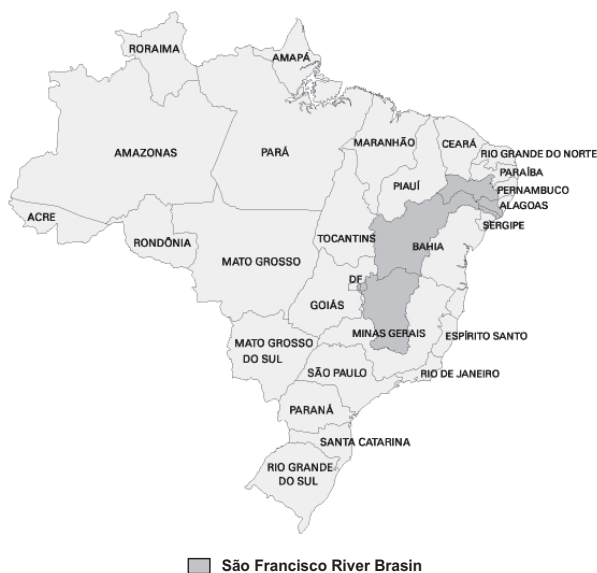 RORAIMA
AMAPÁ
AMAZONAS
PARÁ
MARANHÃO
CEARÁ
RIO GRANDE DO NORTE
PARAÍBA
PIAUÍ
PERNAMBUCO
ALAGOAS
SERGIPE
ACRE
RONDÔNIA
TOCANTINS
BAHIA
MATO GROSSO
DF
GOIÁS
MINAS GERAIS
ESPÍRITO SANTO
MATO GROSSO
DO SUL
SÃO PAULO
RIO DE JANEIRO
PARANÁ
SANTA CATARINA
RIO GRANDE
DO SUL
São Francisco River Brasin